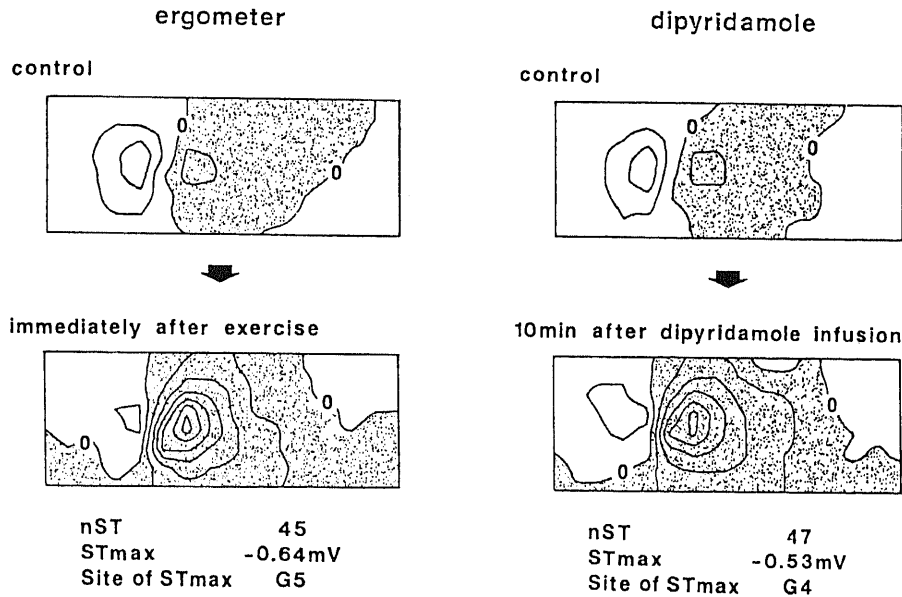 ergometer
control
0
0
immediately after exercise
0
0
nST 45
STmax -0.64mV
Site of STmax G5
dipyridamole
control
0
0
10min after dipyridamole infusion
0
0
nST 47
STmax -0.53mV
Site of STmax G4